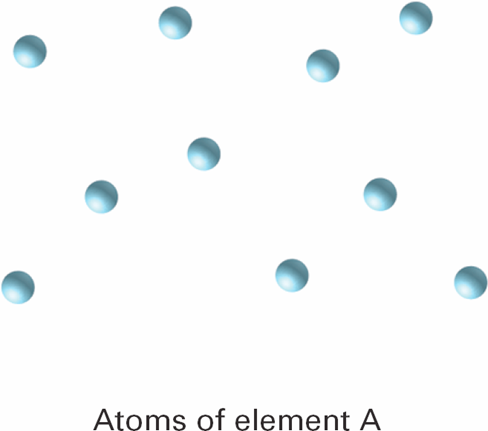 Atoms of element A